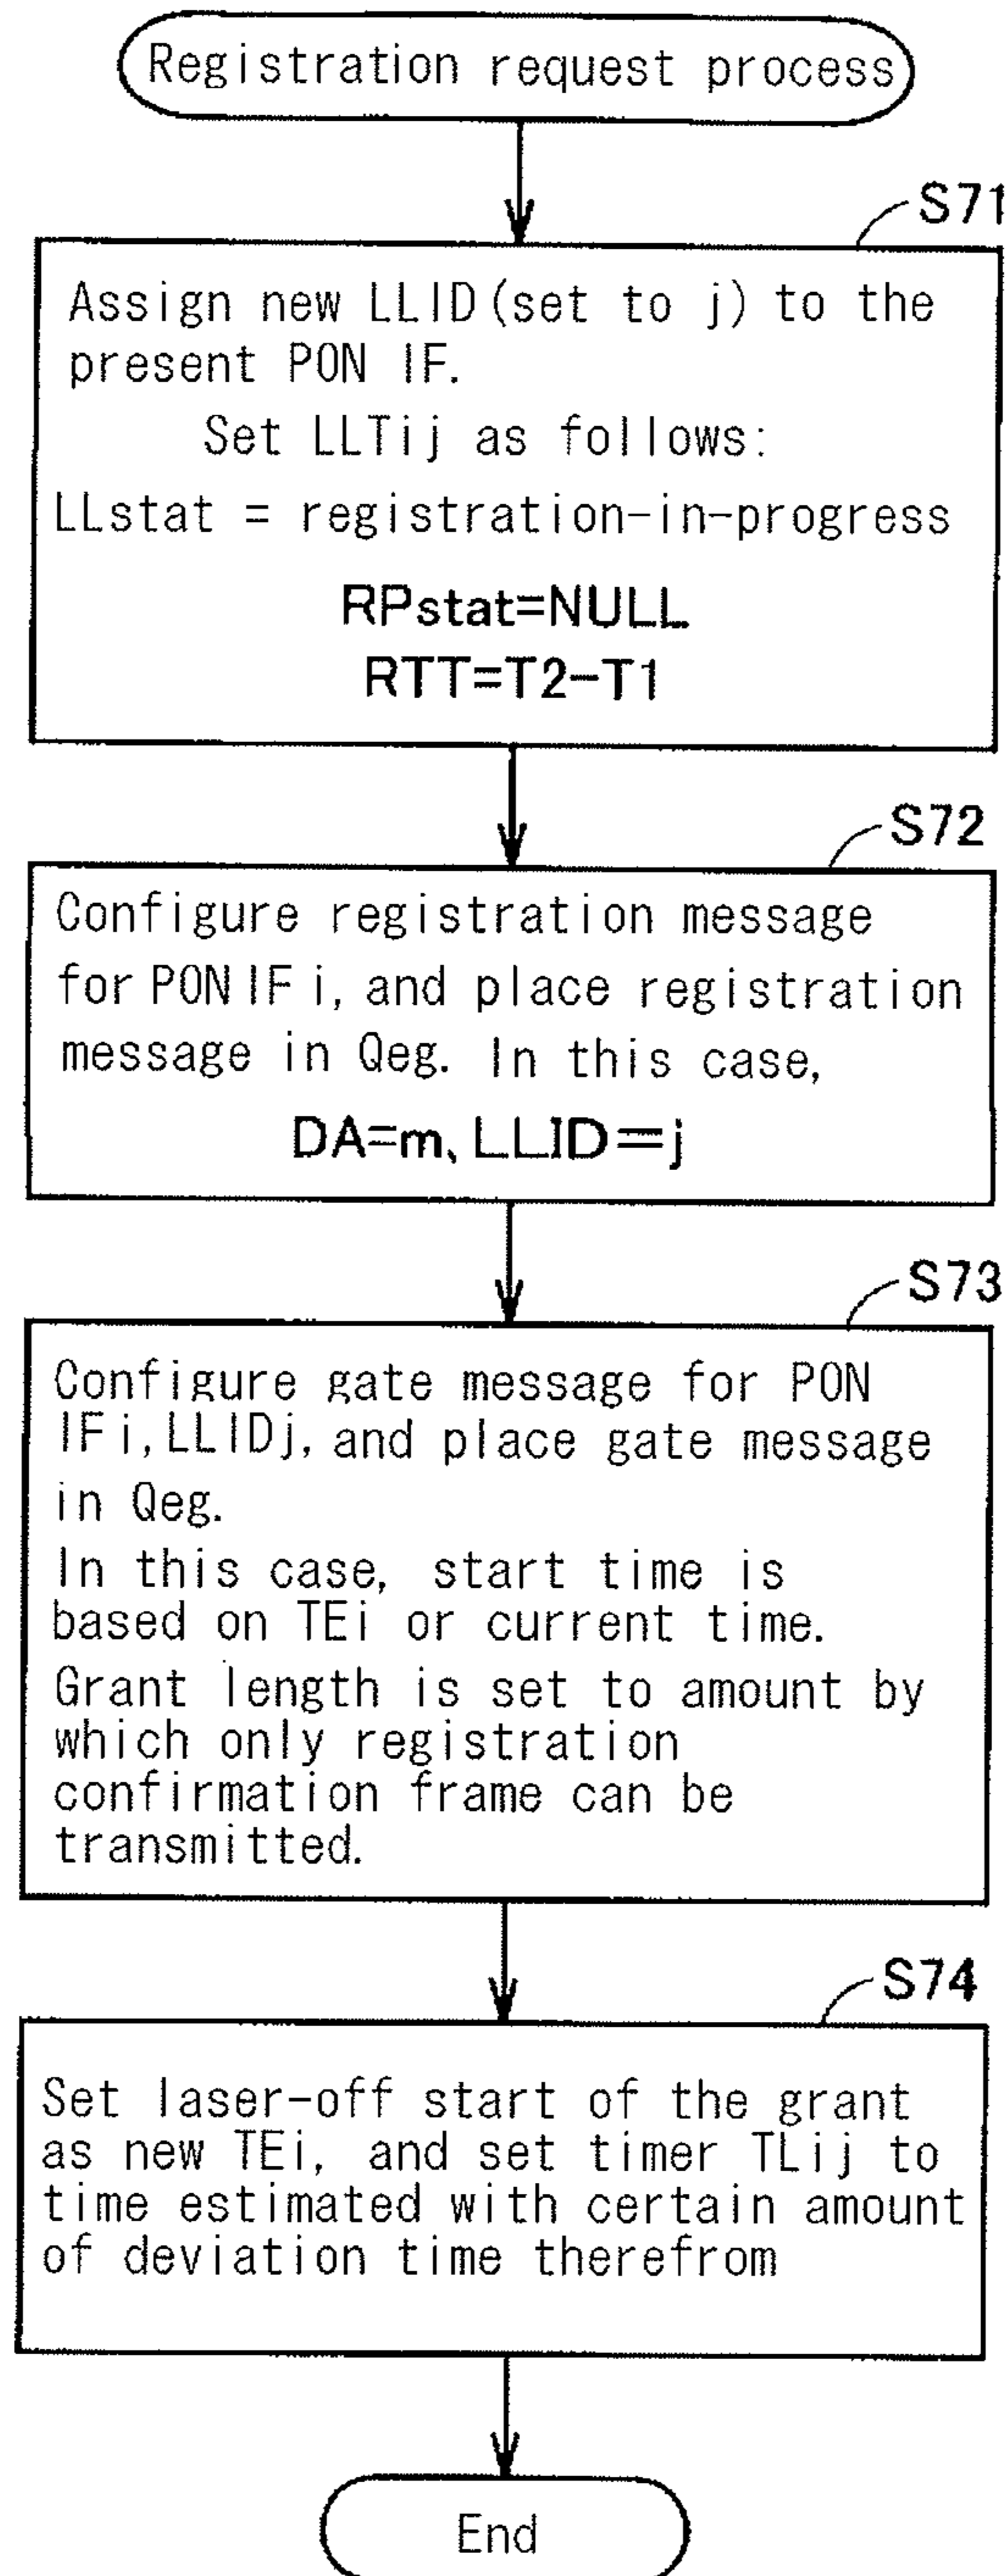 Registration request process
S71
Assign new LLID(set to j) to the
present PON IF.
Set LLTij as follows:
LLstat = registration-in-progress
RPstat=NULL
RTT=T2-T1
S72
Configure registration message
for PON IF i, and place registration
message in Qeg. In this case,
DA=m, LLID=j
S73
Configure gate message for PON
IFi, LLIDj, and place gate message
in Qeg.
In this case, start time is
based on TEi or current time.
Grant length is set to amount by
which only registration
confirmation frame can be
transmitted.
S74
Set laser-off start of the grant
as new TEi, and set timer TLij to
time estimated with certain amount
of deviation time therefrom
End